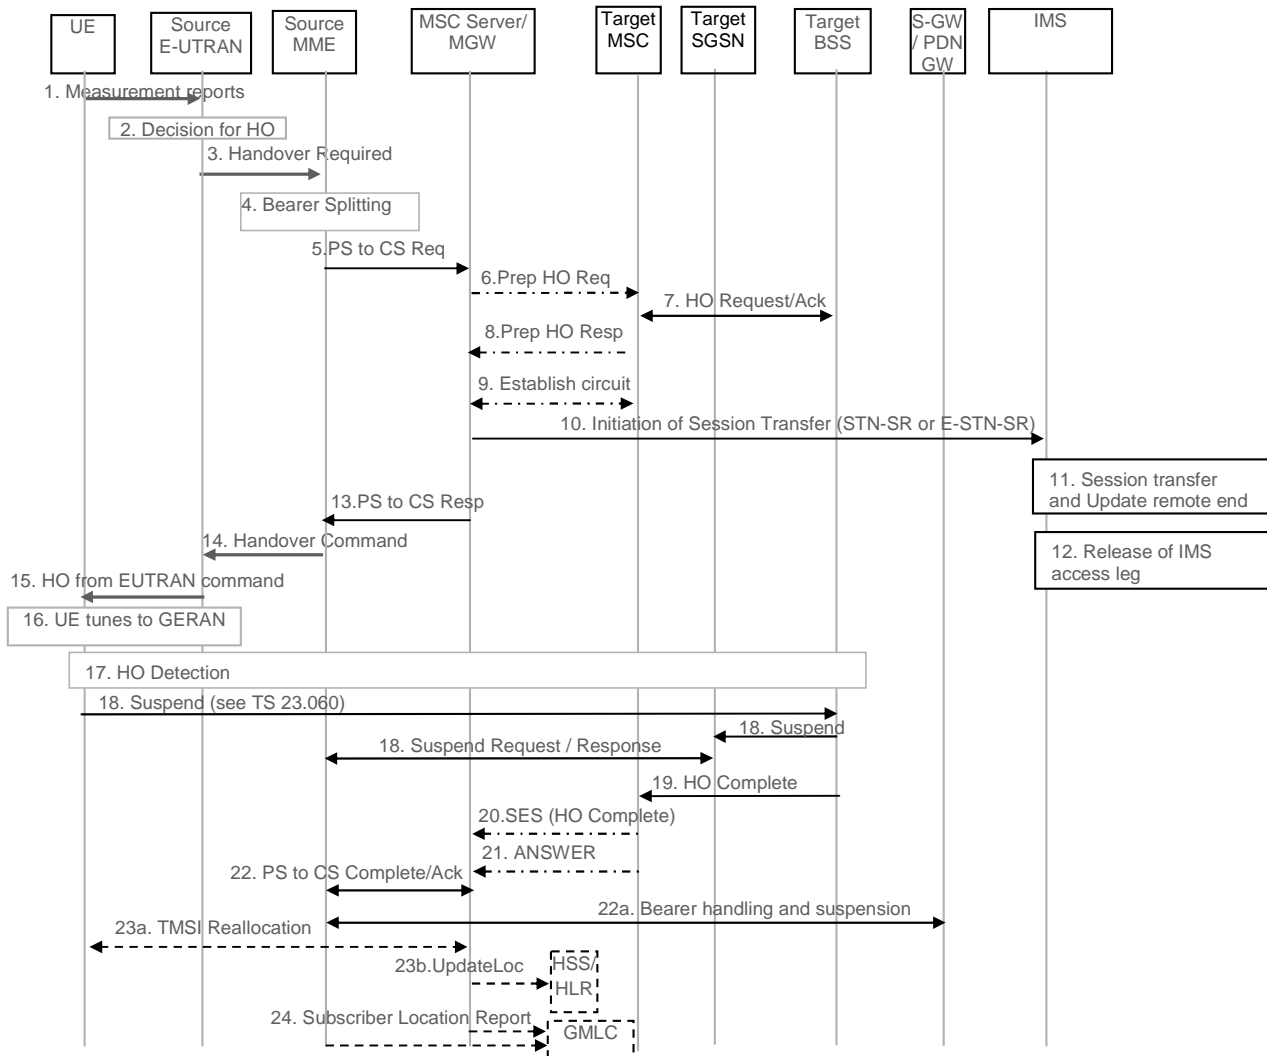 UE
Source
E-UTRAN
Source
MME
MSC Server/
MGW
Target
MSC
Target
SGSN
Target
BSS
S-GW
/ PDN
GW
IMS
1. Measurement reports
2. Decision for HO
3. Handover Required
4. Bearer Splitting
5.PS to CS Req
6.Prep HO Req
7. HO Request/Ack
8.Prep HO Resp
9. Establish circuit
10. Initiation of Session Transfer (STN-SR or E-STN-SR)
11. Session transfer
and Update remote end
13.PS to CS Resp
12. Release of IMS
access leg
14. Handover Command
15. HO from EUTRAN command
16. UE tunes to GERAN
17. HO Detection
18. Suspend (see TS 23.060)
18. Suspend
18. Suspend Request / Response
19. HO Complete
20.SES (HO Complete)
21. ANSWER
22. PS to CS Complete/Ack
22a. Bearer handling and suspension
23a. TMSI Reallocation
23b.UpdateLoc
HSS/
HLR
24. Subscriber Location Report
GMLC